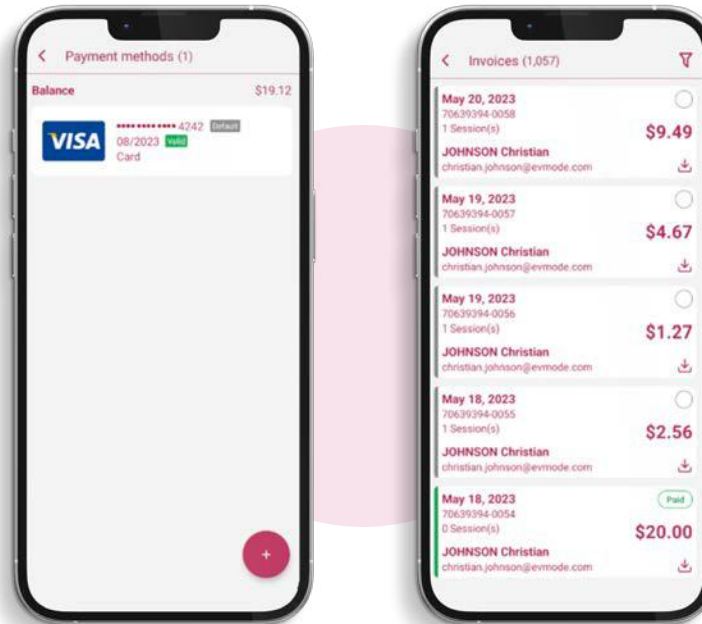 Payment methods (1)
Balance $19.12
VISA
•••• •••• •••• 4242 Default
08/2023 Valid
Card
+
Invoices (1,057)
May 20, 2023
70639394-0058
1 Session(s)
$9.49
JOHNSON Christian
christian.johnson@evmode.com
May 19, 2023
70639394-0057
1 Session(s)
$4.67
JOHNSON Christian
christian.johnson@evmode.com
May 19, 2023
70639394-0056
1 Session(s)
$1.27
JOHNSON Christian
christian.johnson@evmode.com
May 18, 2023
70639394-0055
1 Session(s)
$2.56
JOHNSON Christian
christian.johnson@evmode.com
May 18, 2023
Paid
70639394-0054
0 Session(s)
$20.00
JOHNSON Christian
christian.johnson@evmode.com